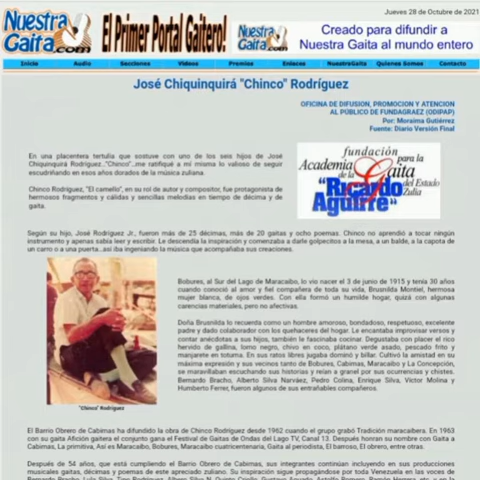 Jueves 28 de Octubre de 2021
Nuestra Gaita.com
El Primer Portal Gaitero!
Nuestra Gaita.com
Creado para difundir a
Nuestra Gaita al mundo entero
Inicio Audio Secciones Videos Premios Enlaces NuestraGaita Quienes Somos Contacto
José Chiquinquirá "Chinco" Rodríguez
OFICINA DE DIFUSION, PROMOCION Y ATENCION
AL PÚBLICO DE FUNDAGRAEZ (ODIPAP)
Por: Moraima Gutiérrez
Fuente: Diario Versión Final
En una placentera tertulia que sostuve con uno de los seis hijos de José
Chiquinquirá Rodríguez.."Chinco"..me ratifiqué a mí misma lo valioso de seguir
escudriñando en esos años dorados de la música zuliana.
Chinco Rodríguez, "El camello", en su rol de autor y compositor, fue protagonista de
hermosos fragmentos y cálidas y sencillas melodías en tiempo de décima y de
gaita.
fundación
Academia para la
de la Gaita
"Ricardo del Estado
Aguirre" Zulia
Según su hijo, José Rodríguez Jr., fueron más de 25 décimas, más de 20 gaitas y ocho poemas. Chinco no aprendió a tocar ningún
instrumento y apenas sabía leer y escribir. Le descendía la inspiración y comenzaba a darle golpecitos a la mesa, a un balde, a la capota de
un carro o a una puerta...así iba ingeniando la música que acompañaba sus creaciones.
Bobures, al Sur del Lago de Maracaibo, lo vio nacer el 3 de junio de 1915 y tenía 30 años
cuando conoció al amor y fiel compañera de toda su vida, Brusnilda Montiel, hermosa
mujer blanca, de ojos verdes. Con ella formó un humilde hogar, quizá con algunas
carencias materiales, pero no afectivas.
Doña Brusnilda lo recuerda como un hombre amoroso, bondadoso, respetuoso, excelente
padre y dado colaborador con los quehaceres del hogar. La encantaba improvisar versos y
contar anécdotas a sus hijos, también le fascinaba cocinar. Degustaba con placer el rico
hervido de gallina, lomo negro, chivo en coco, plátano verde asado, pescado frito y
manjarete en totuma. En sus ratos libres jugaba dominó y billar. Cultivó la amistad en su
máxima expresión y sus vecinos tanto de Bobures, Cabimas, Maracaibo y La Concepción,
se maravillaban escuchando sus historias y reían a granel por sus ocurrencias y chistes.
Bernardo Bracho, Alberto Silva Narváez, Pedro Colina, Enrique Silva, Víctor Molina y
Humberto Ferrer, fueron algunos de sus entrañables compañeros.
"Chinco" Rodríguez
El Barrio Obrero de Cabimas ha difundido la obra de Chinco Rodríguez desde 1962 cuando el grupo grabó Tradición maracaibera. En 1963
con su gaita Afición gaitera el conjunto gana el Festival de Gaitas de Ondas del Lago TV, Canal 13. Después honran su nombre con Gaita a
Cabimas, La primitiva, Así es Maracaibo, Bobures, Maracaibo cuatricentenaria, Gaita al periodista, El barroso, El obrero, entre otras.
Después de 54 años, que está cumpliendo el Barrio Obrero de Cabimas, sus integrantes continúan incluyendo en sus producciones
musicales gaitas, décimas y poemas de este apreciado zuliano. Su inspiración sigue propagándose por toda Venezuela en las voces de